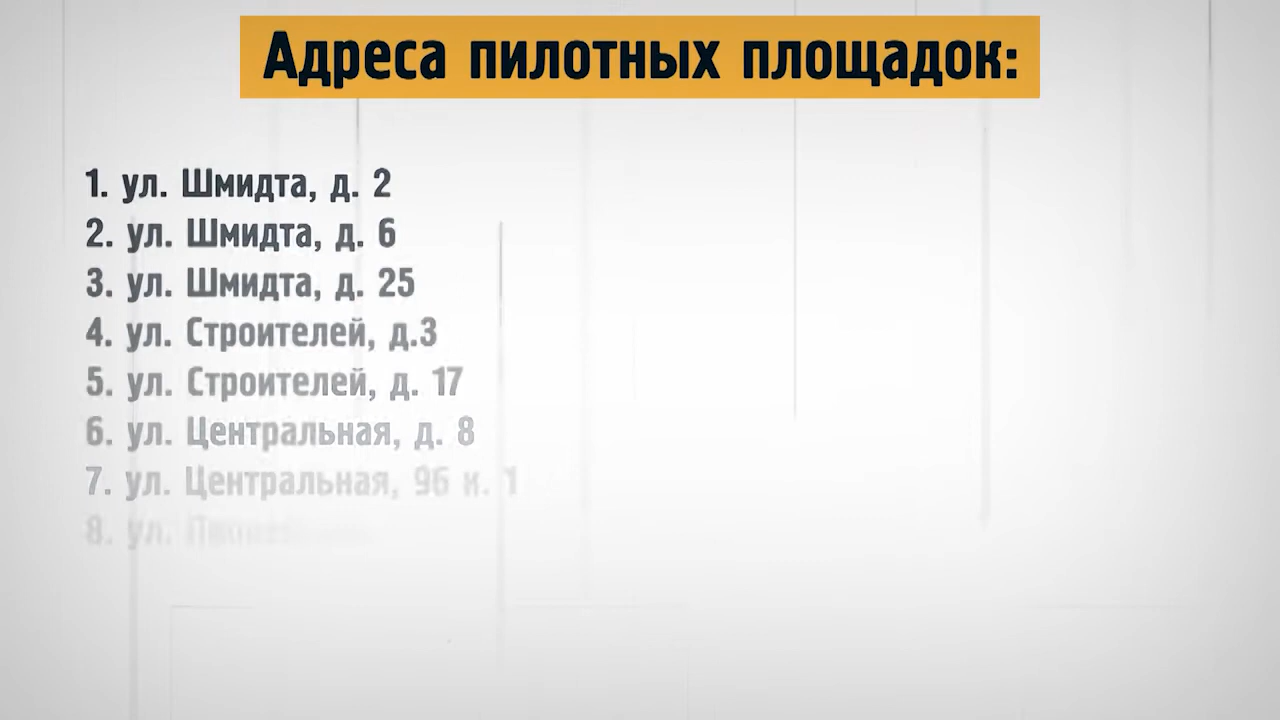 Адреса пилотных площадок:
1. ул. Шмидта, д. 2
2. ул. Шмидта, д. 6
3. ул. Шмидта, д. 25
4. ул. Строителей, д.3
5. ул. Строителей, д. 17
6. ул. Центральная, д. 8
7. ул. Центральная, 96 к. 1
8. ул.